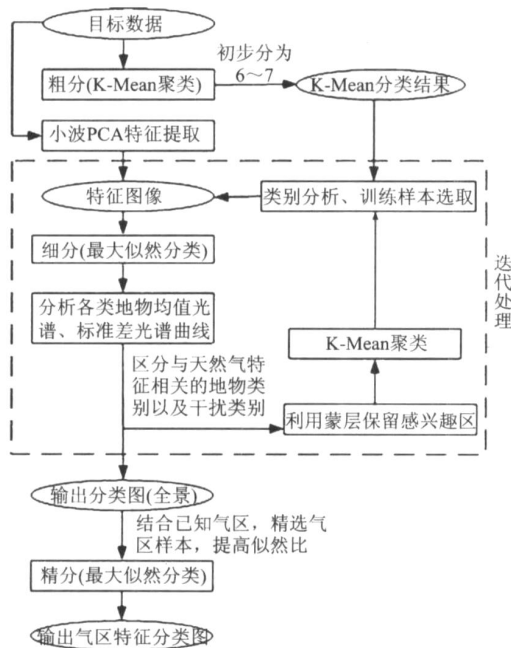 目标数据
初步分为
6～7
粗分(K-Mean聚类)
K-Mean分类结果
小波PCA特征提取
特征图像
类别分析、训练样本选取
细分(最大似然分类)
分析各类地物均值光
谱、标准差光谱曲线
迭代处理
K-Mean聚类
区分与天然气特
征相关的地物类
别以及干扰类别
利用蒙层保留感兴趣区
输出分类图(全景)
结合已知气区，精选气
区样本，提高似然比
精分(最大似然分类)
输出气区特征分类图